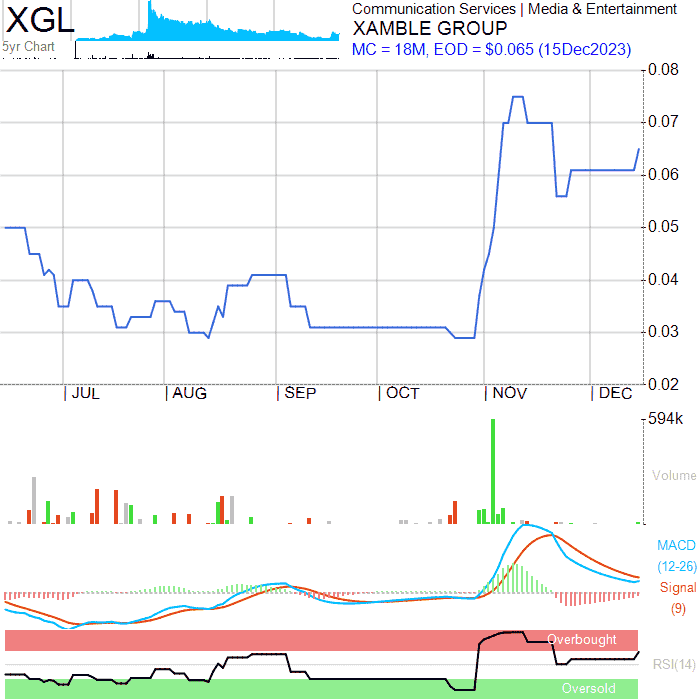 XGL
5yr Chart
Communication Services | Media & Entertainment
XAMBLE GROUP
MC = 18M, EOD = $0.065 (15Dec2023)
0.08
0.07
0.06
0.05
0.04
0.03
0.02
| JUL | AUG | SEP | OCT | NOV | DEC
594k
Volume
MACD
(12-26)
Signal
(9)
Overbought
RSI(14)
Oversold